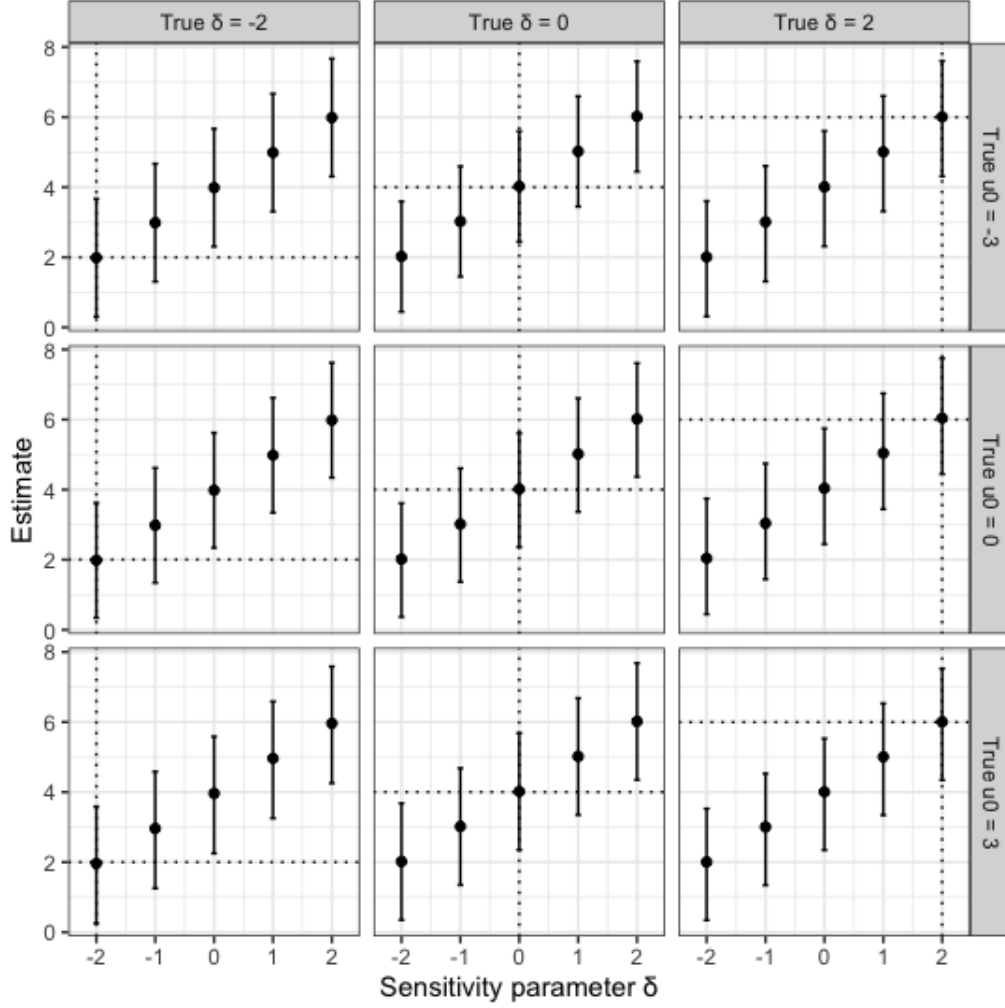 True δ = -2
True δ = 0
True δ = 2
8
6
4
2
0
True u0 = -3
8
6
4
2
0
True u0 = 0
8
6
4
2
0
True u0 = 3
Estimate
-2 -1 0 1 2
-2 -1 0 1 2
-2 -1 0 1 2
Sensitivity parameter δ